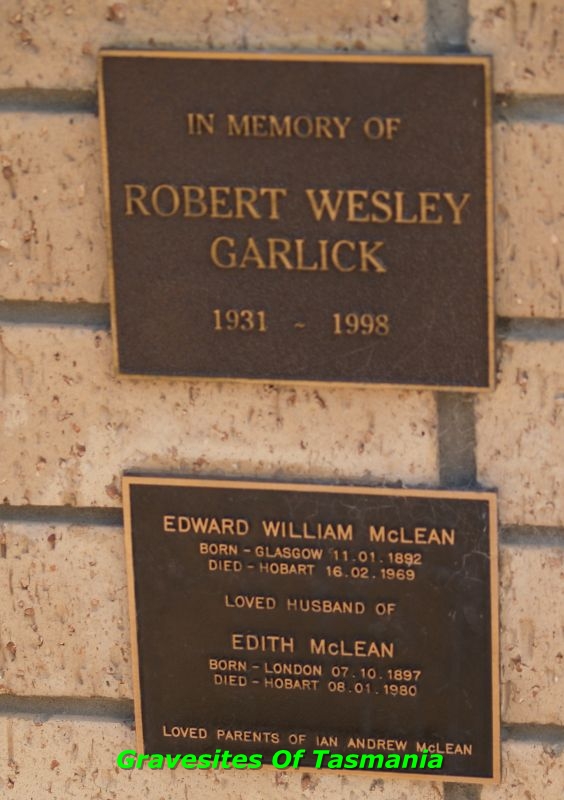 IN MEMORY OF
ROBERT WESLEY
GARLICK
1931 ~ 1998
EDWARD WILLIAM McLEAN
BORN - GLASGOW 11.01.1892
DIED - HOBART 16.02.1969
LOVED HUSBAND OF
EDITH McLEAN
BORN - LONDON 07.10.1897
DIED - HOBART 08.01.1980
LOVED PARENTS OF IAN ANDREW McLEAN
Gravesites Of Tasmania